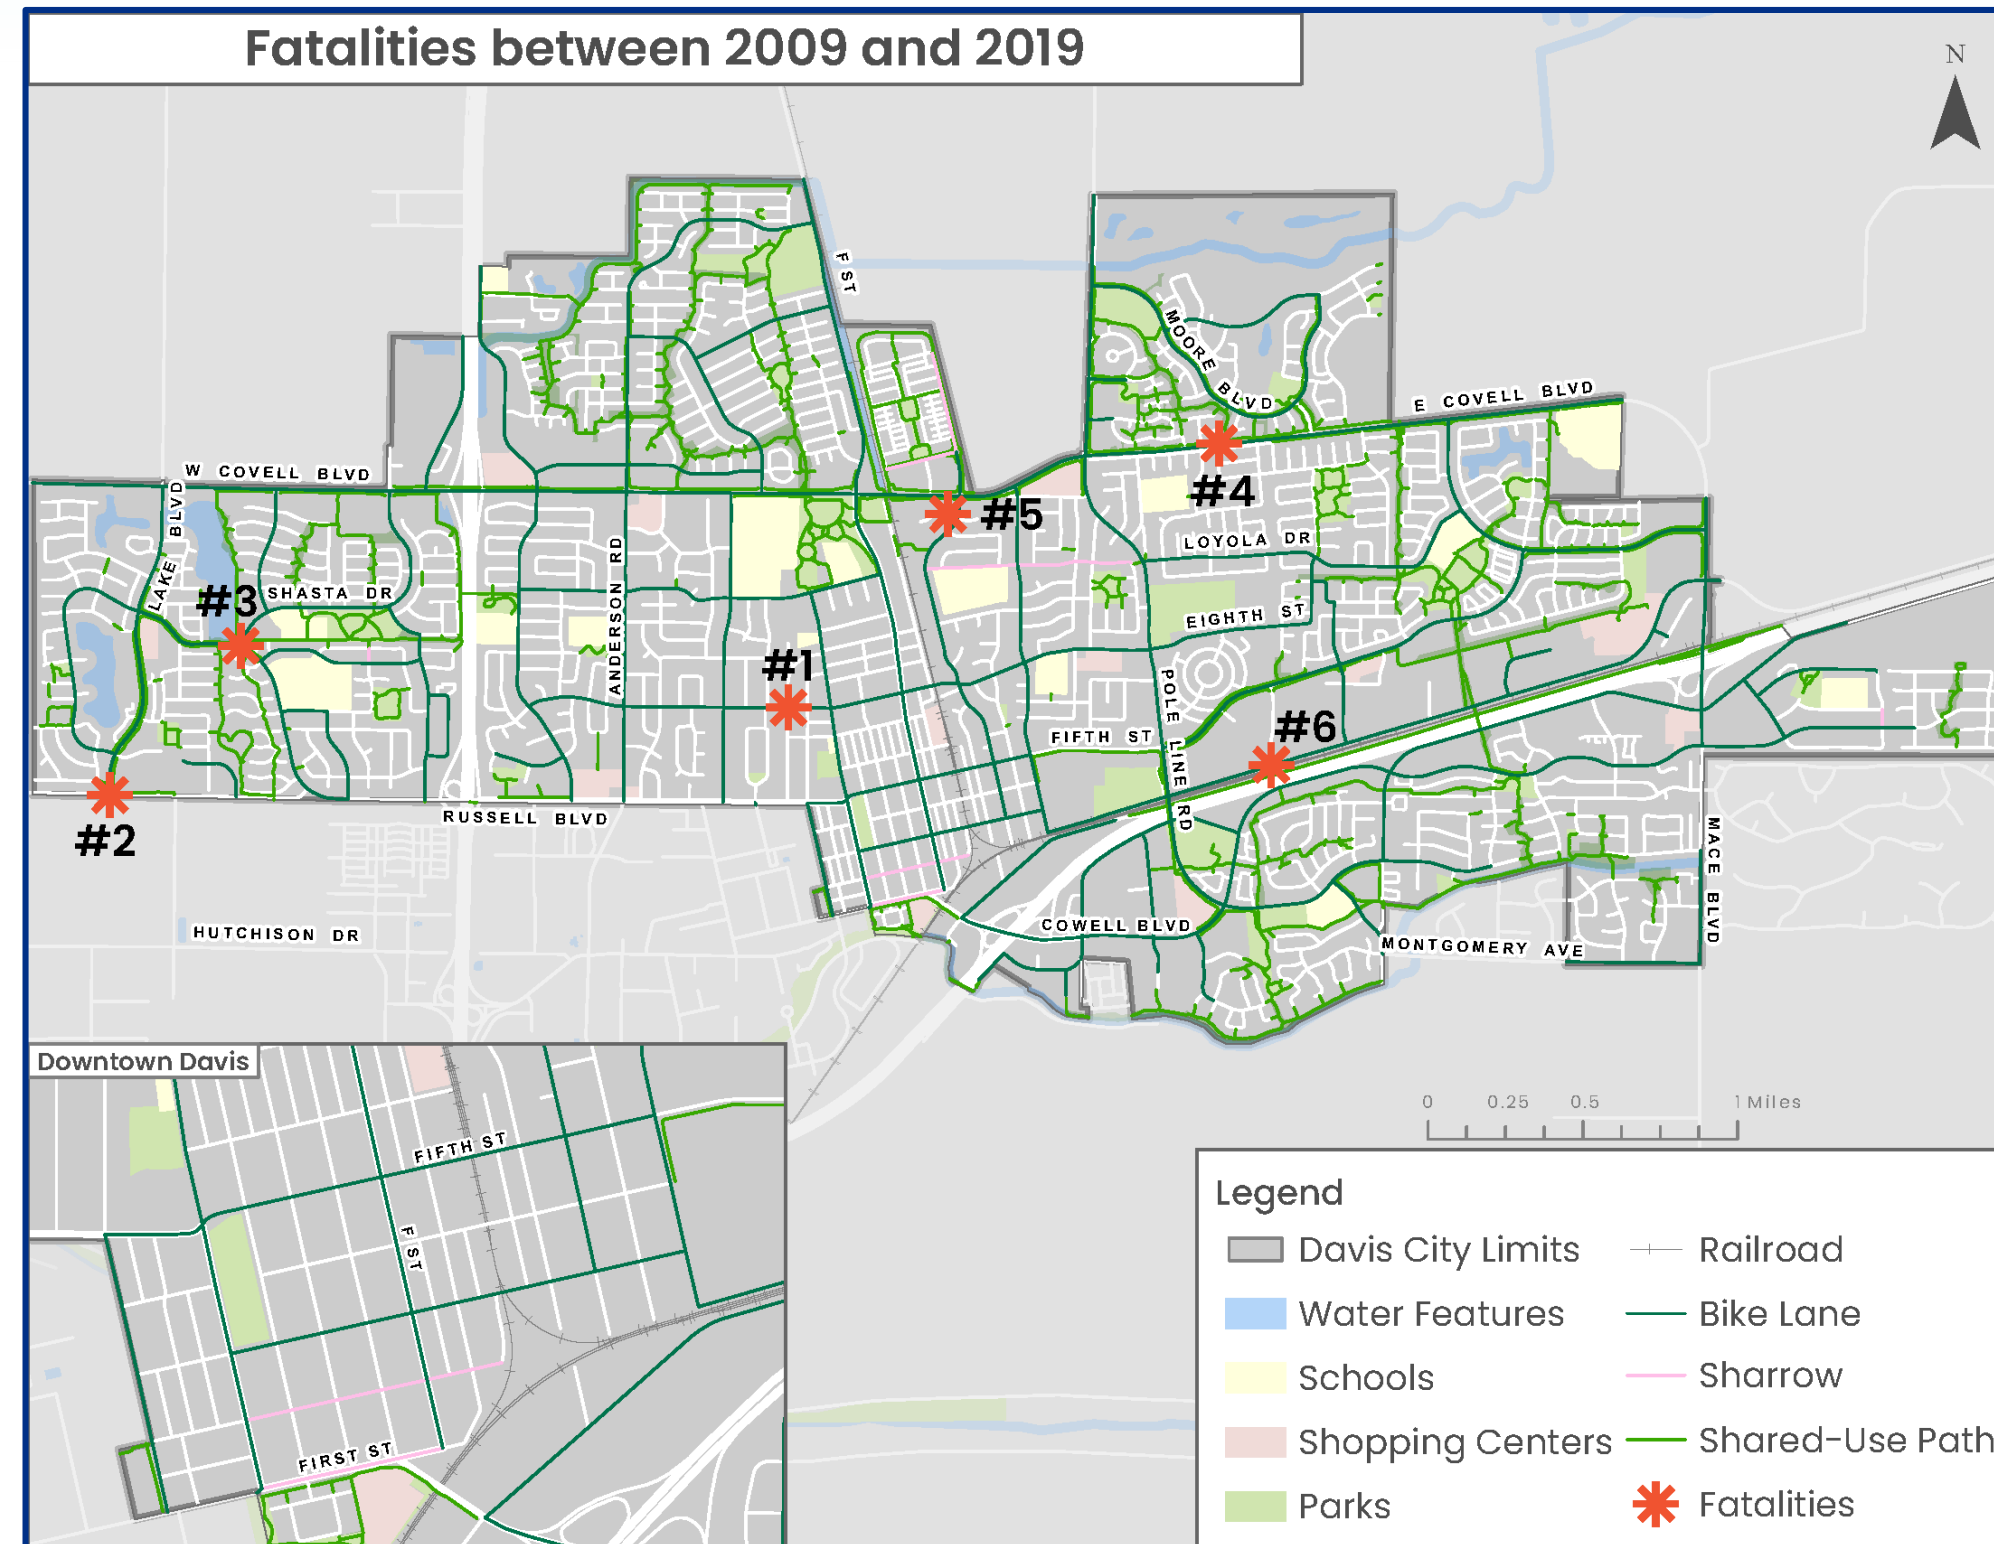 Fatalities between 2009 and 2019
N
F ST
MOORE BLVD
E COVELL BLVD
W COVELL BLVD
LAKE BLVD
#4
#5
LOYOLA DR
ANDERSON RD
#3
SHASTA DR
EIGHTH ST
#1
POLE LINE RD
#6
FIFTH ST
#2
RUSSELL BLVD
MACE BLVD
HUTCHISON DR
COWELL BLVD
MONTGOMERY AVE
Downtown Davis
FIFTH ST
F ST
FIRST ST
0 0.25 0.5 1 Miles
Legend
Davis City Limits
Railroad
Water Features
Bike Lane
Schools
Sharrow
Shopping Centers
Shared-Use Path
Parks
Fatalities